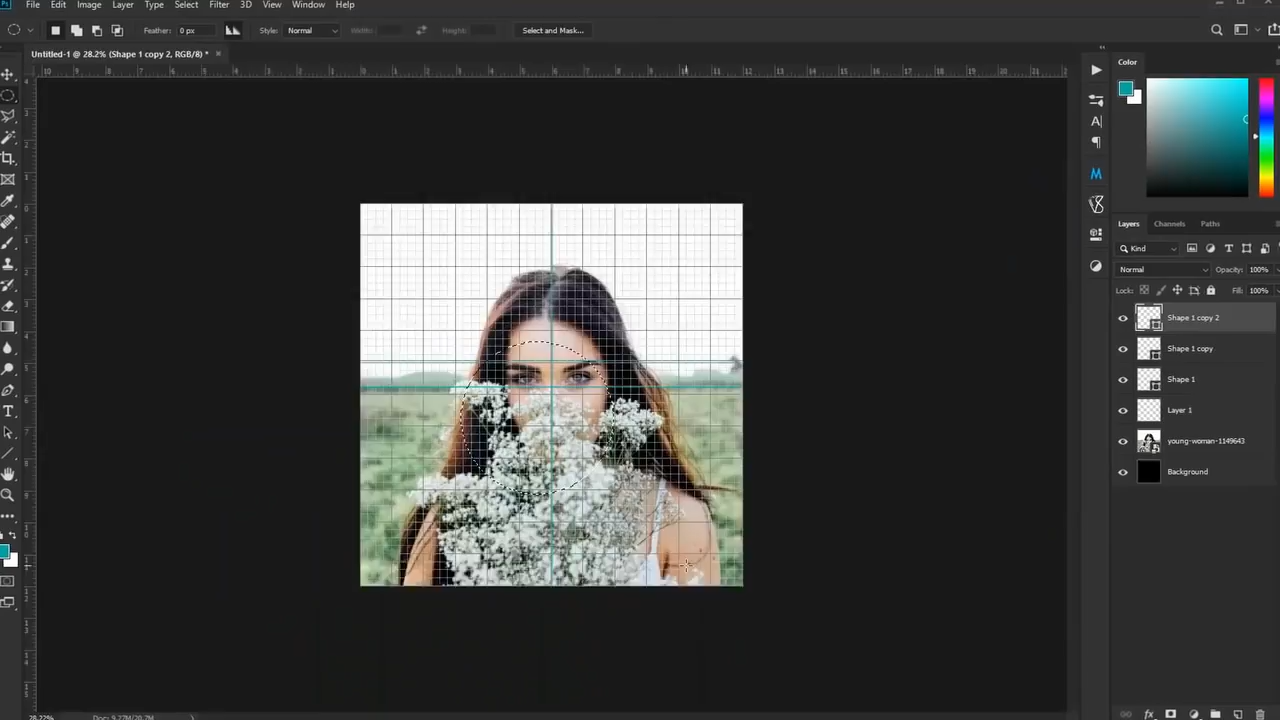 File Edit Image Layer Type Select Filter 3D View Window Help
Feather: 0 px Style: Normal Width: Height: Select and Mask...
Untitled-1 @ 28.2% (Shape 1 copy 2, RGB/8) *
Color
Layers Channels Paths
Kind
Normal Opacity: 100%
Lock: Fill: 100%
Shape 1 copy 2
Shape 1 copy
Shape 1
Layer 1
young-woman-1149643
Background
28.22% Doc: 9.27M/20.7M